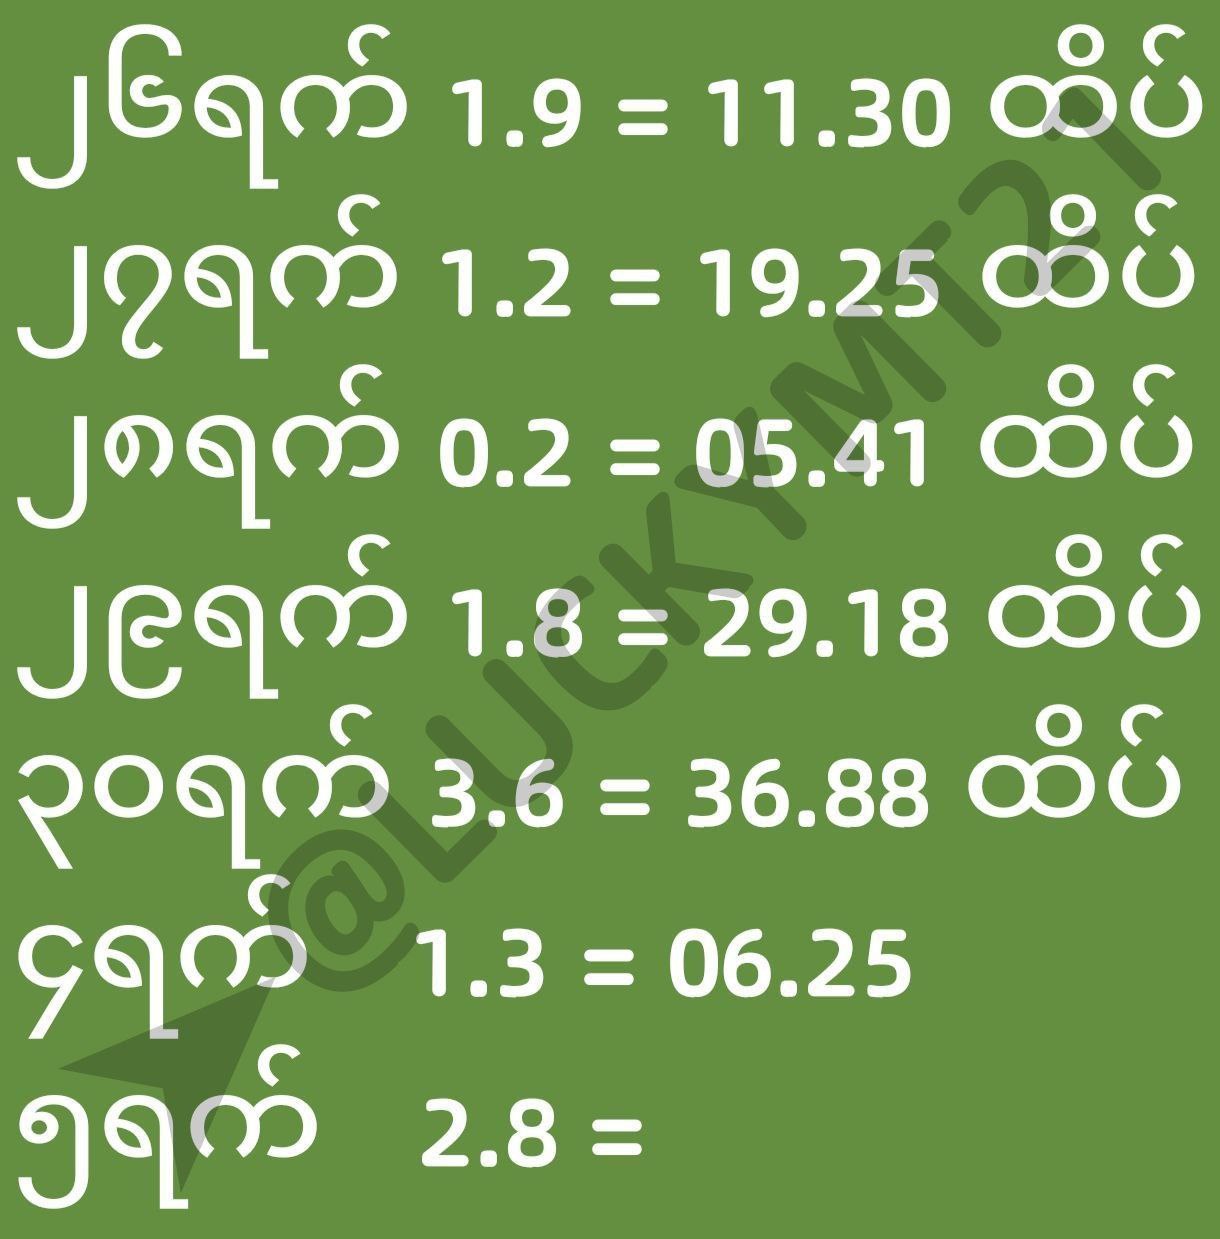 ၂၆ရက် 1.9 = 11.30 ထိပ်
၂၇ရက် 1.2 = 19.25 ထိပ်
၂၈ရက် 0.2 = 05.41 ထိပ်
၂၉ရက် 1.8 = 29.18 ထိပ်
၃၀ရက် 3.6 = 36.88 ထိပ်
၄ရက် 1.3 = 06.25
၅ရက် 2.8 =
@LUCKYMT21